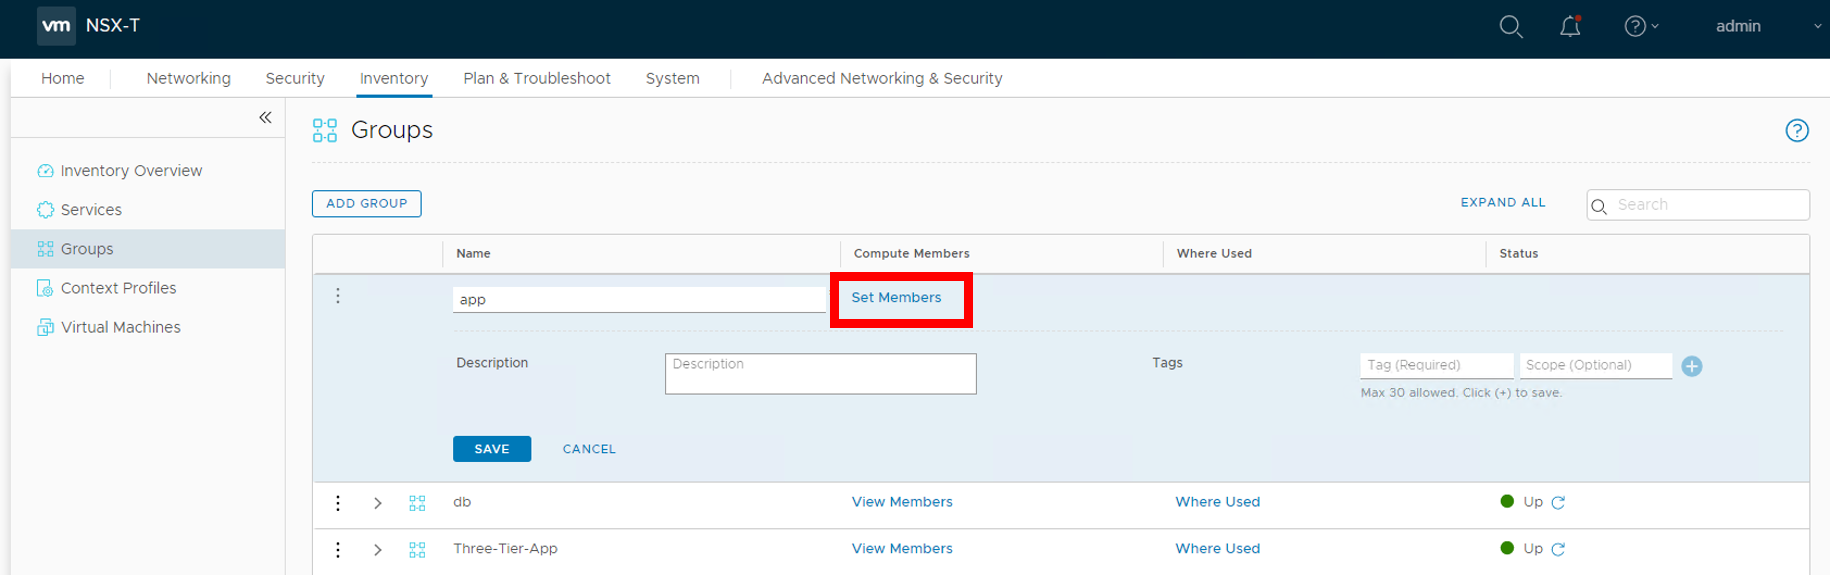 vm NSX-T admin
Home Networking Security Inventory Plan & Troubleshoot System Advanced Networking & Security
Groups
Inventory Overview
Services
Groups
Context Profiles
Virtual Machines
ADD GROUP EXPAND ALL Search
Name Compute Members Where Used Status
app Set Members
Description Description Tags Tag (Required) Scope (Optional)
Max 30 allowed. Click (+) to save.
SAVE CANCEL
db View Members Where Used Up
Three-Tier-App View Members Where Used Up